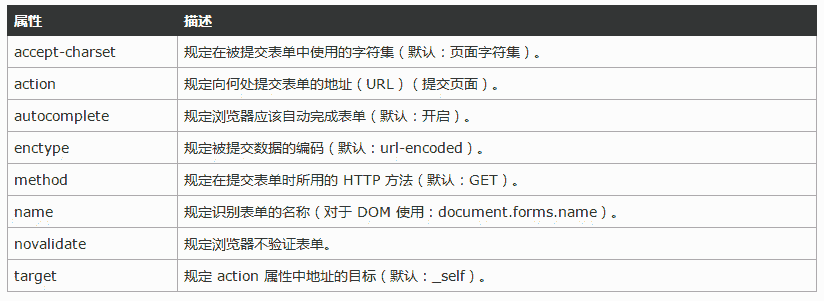 属性 描述
accept-charset 规定在被提交表单中使用的字符集（默认：页面字符集）。
action 规定向何处提交表单的地址（URL）（提交页面）。
autocomplete 规定浏览器应该自动完成表单（默认：开启）。
enctype 规定被提交数据的编码（默认：url-encoded）。
method 规定在提交表单时所用的 HTTP 方法（默认：GET）。
name 规定识别表单的名称（对于 DOM 使用：document.forms.name）。
novalidate 规定浏览器不验证表单。
target 规定 action 属性中地址的目标（默认：_self）。